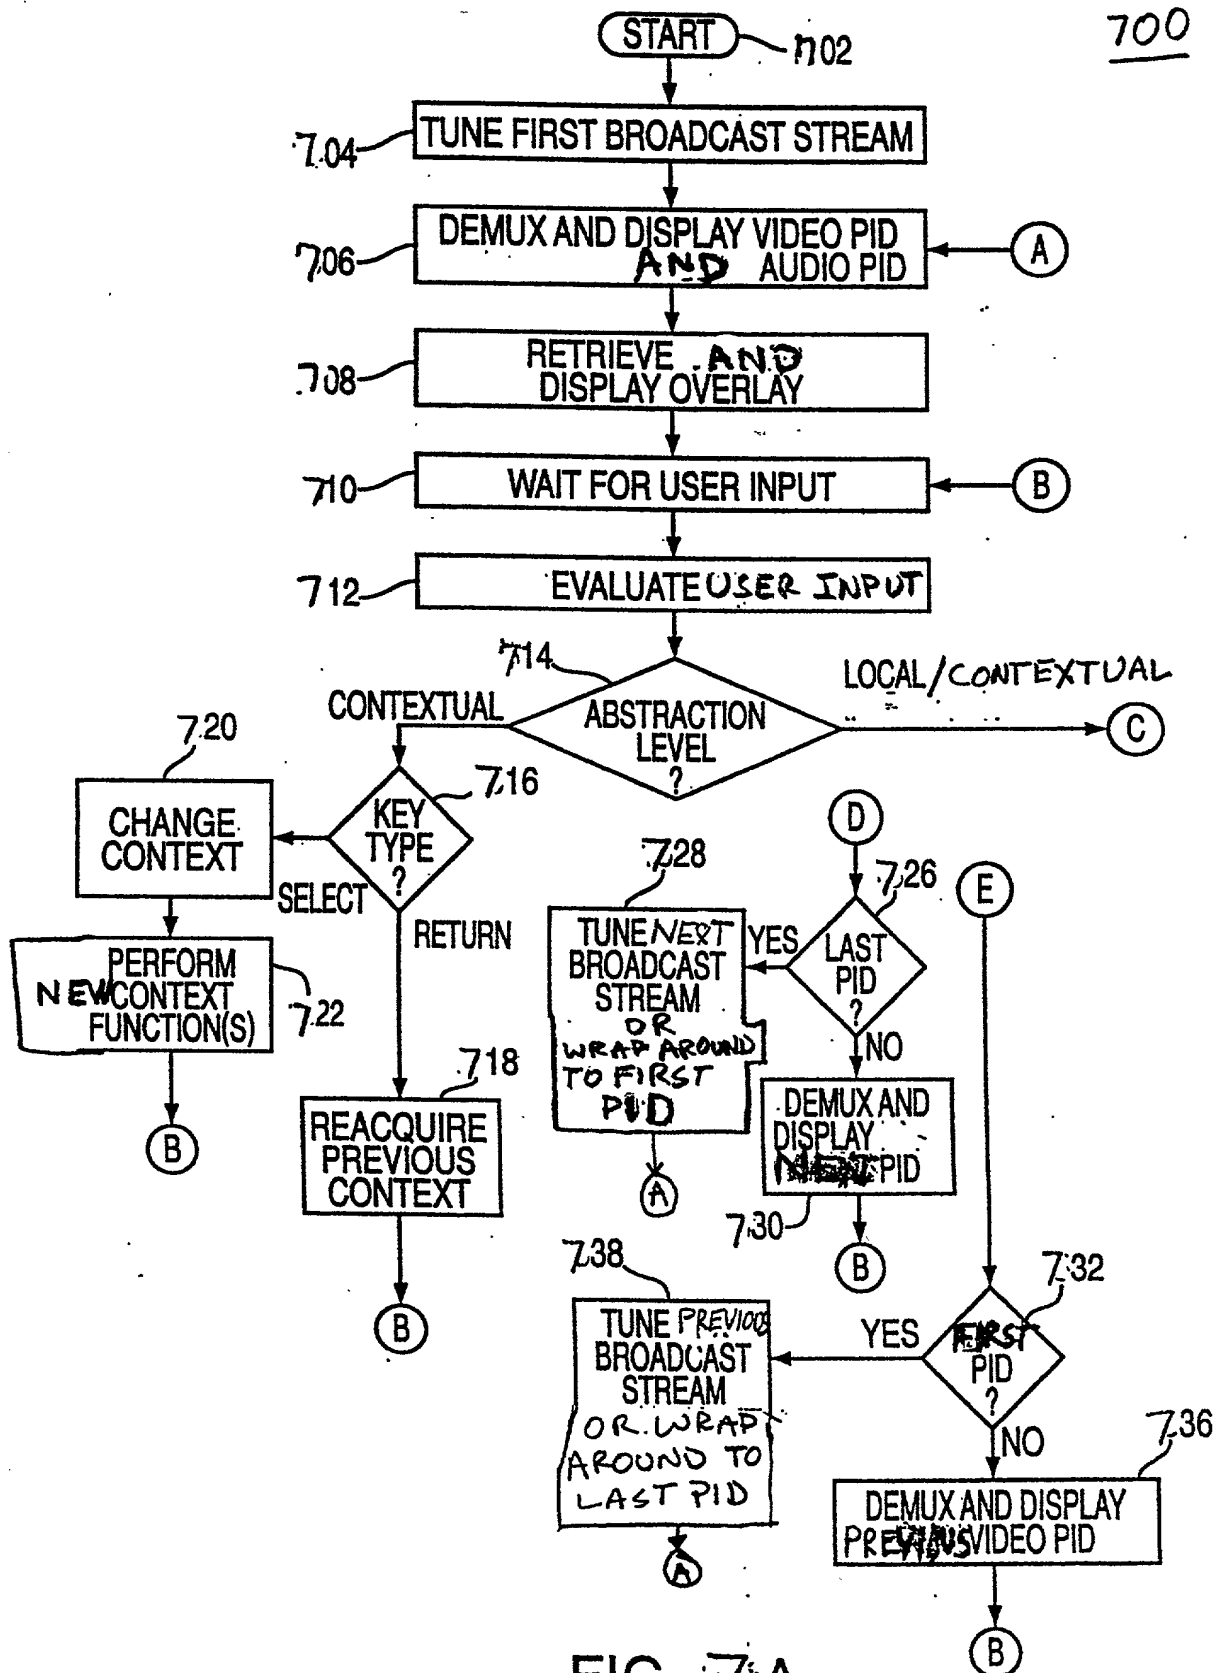 700
START
702
TUNE FIRST BROADCAST STREAM
704
DEMUX AND DISPLAY VIDEO PID
AND AUDIO PID
706
A
RETRIEVE AND
DISPLAY OVERLAY
708
WAIT FOR USER INPUT
710
B
EVALUATE USER INPUT
712
714
ABSTRACTION
LEVEL
?
CONTEXTUAL
LOCAL/CONTEXTUAL
C
720
CHANGE
CONTEXT
716
KEY
TYPE
?
SELECT
RETURN
PERFORM
NEW CONTEXT
FUNCTION(S)
722
B
718
REACQUIRE
PREVIOUS
CONTEXT
B
D
726
LAST
PID
?
YES
NO
728
TUNE NEXT
BROADCAST
STREAM
OR
WRAP AROUND
TO FIRST
PID
A
DEMUX AND
DISPLAY
NEXT PID
730
B
E
732
FIRST
PID
?
YES
NO
738
TUNE PREVIOUS
BROADCAST
STREAM
OR WRAP
AROUND TO
LAST PID
A
736
DEMUX AND DISPLAY
PREVIOUS VIDEO PID
B
FIG. 7A